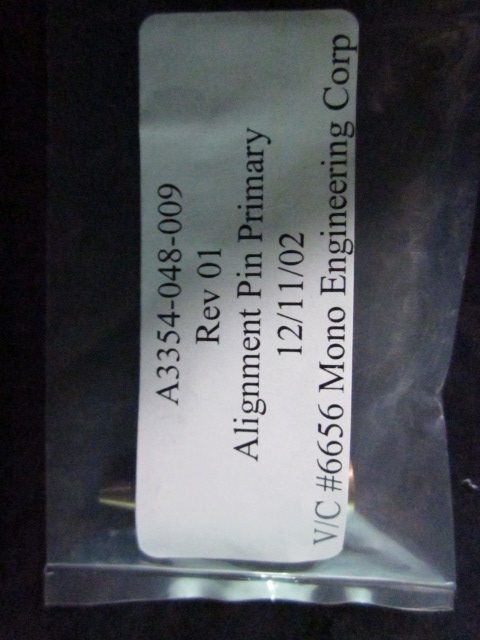 A3354-048-009
Rev 01
Alignment Pin Primary
12/11/02
V/C #6656 Mono Engineering Corp